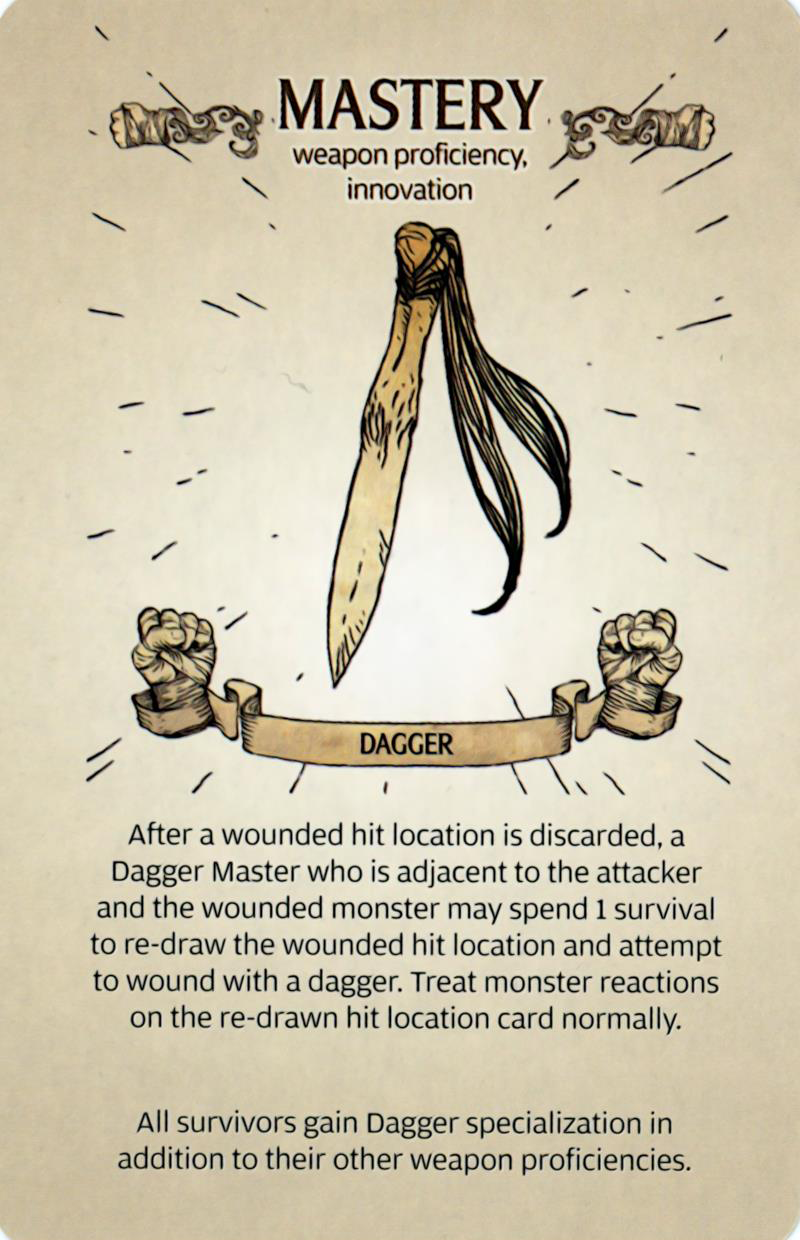 MASTERY
weapon proficiency,
innovation
DAGGER
After a wounded hit location is discarded, a
Dagger Master who is adjacent to the attacker
and the wounded monster may spend 1 survival
to re-draw the wounded hit location and attempt
to wound with a dagger. Treat monster reactions
on the re-drawn hit location card normally.
All survivors gain Dagger specialization in
addition to their other weapon proficiencies.